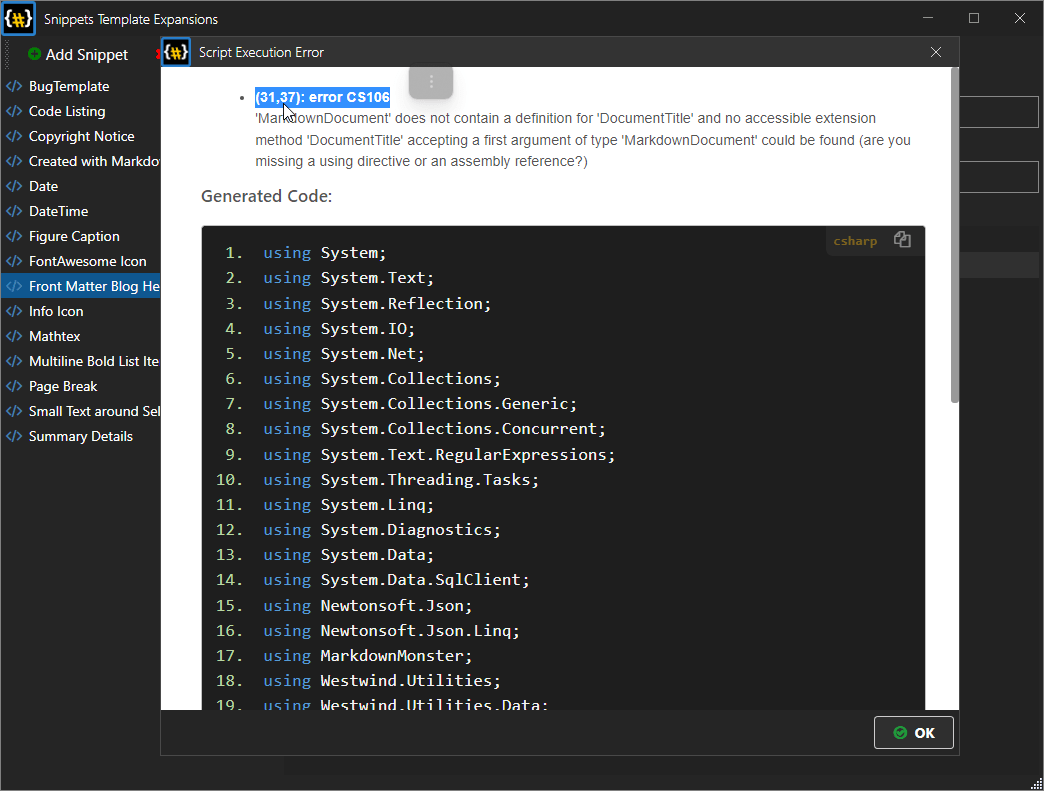 {#} Snippets Template Expansions
Add Snippet
{#} Script Execution Error
</> BugTemplate
</> Code Listing
</> Copyright Notice
</> Created with Markdo
</> Date
</> DateTime
</> Figure Caption
</> FontAwesome Icon
</> Front Matter Blog He
</> Info Icon
</> Mathtex
</> Multiline Bold List Ite
</> Page Break
</> Small Text around Sel
</> Summary Details
• (31,37): error CS106
'MarkdownDocument' does not contain a definition for 'DocumentTitle' and no accessible extension
method 'DocumentTitle' accepting a first argument of type 'MarkdownDocument' could be found (are you
missing a using directive or an assembly reference?)
Generated Code:
csharp
1. using System;
2. using System.Text;
3. using System.Reflection;
4. using System.IO;
5. using System.Net;
6. using System.Collections;
7. using System.Collections.Generic;
8. using System.Collections.Concurrent;
9. using System.Text.RegularExpressions;
10. using System.Threading.Tasks;
11. using System.Linq;
12. using System.Diagnostics;
13. using System.Data;
14. using System.Data.SqlClient;
15. using Newtonsoft.Json;
16. using Newtonsoft.Json.Linq;
17. using MarkdownMonster;
18. using Westwind.Utilities;
19. using Westwind.Utilities.Data;
OK